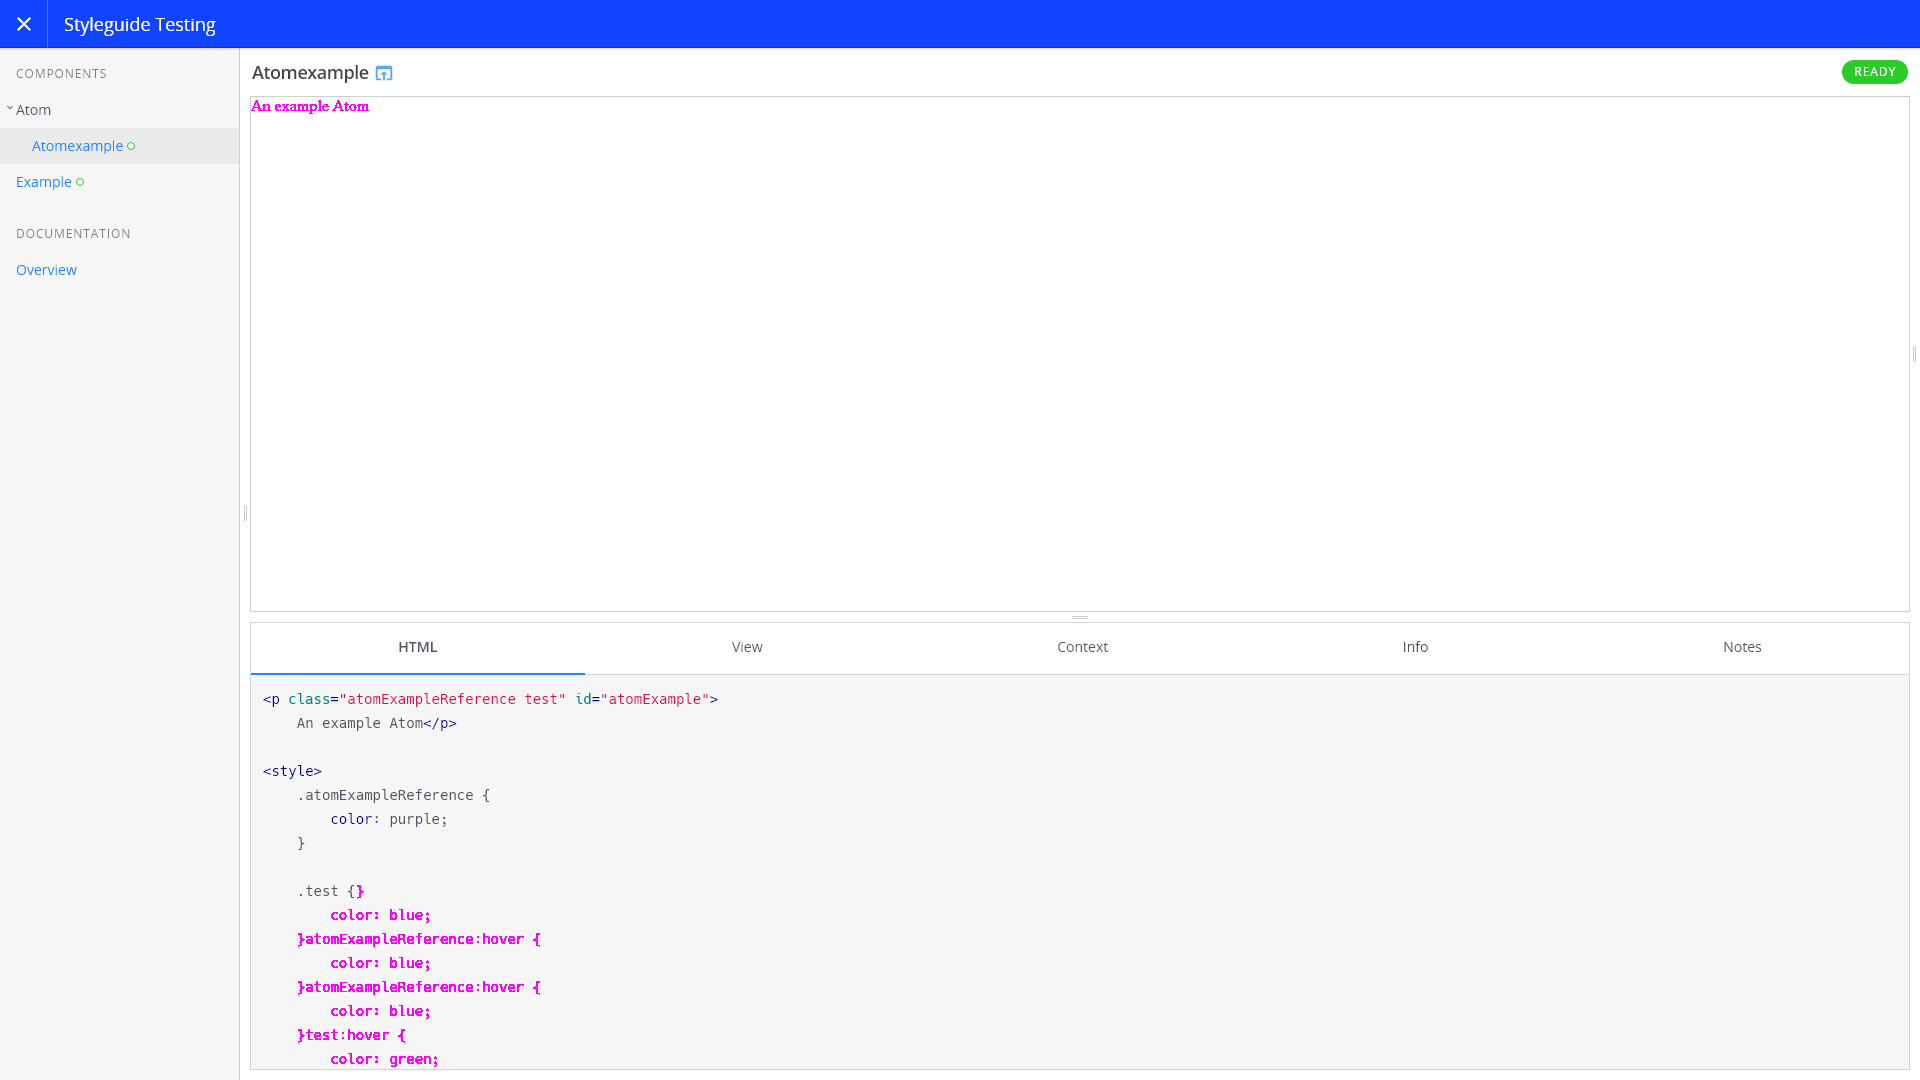 Styleguide Testing
COMPONENTS
Atom
Atomexample
Example
DOCUMENTATION
Overview
Atomexample
READY
An example Atom
HTML
View
Context
Info
Notes
<p class="atomExampleReference test" id="atomExample">
    An example Atom</p>
<style>
    .atomExampleReference {
        color: purple;
    }
    .test {}
        color: blue;
    }atomExampleReference:hover {
        color: blue;
    }atomExampleReference:hover {
        color: blue;
    }test:hover {
        color: green;